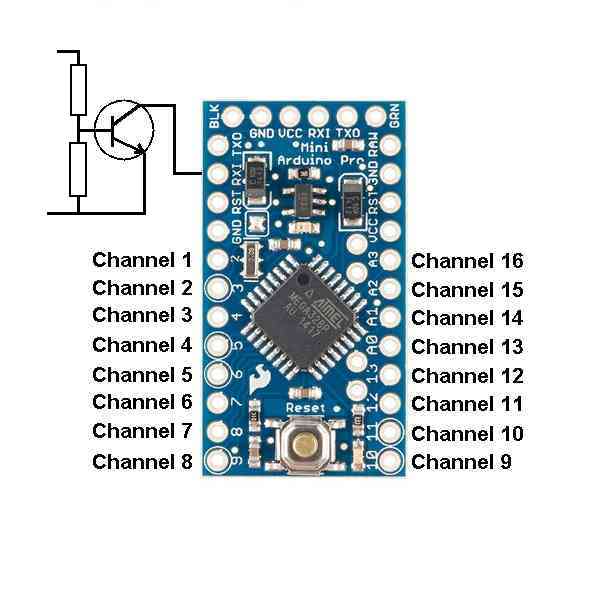 BLK
GRN
GND VCC RXI TXO
Mini
Arduino Pro
TXO
RXI
RST
GND
RAW
GND
RST
VCC
2
3
4
5
6
7
8
9
A3
A2
A1
A0
13
12
11
10
ATMEL
MEGA328P
AU 1417
Reset
Channel 1
Channel 2
Channel 3
Channel 4
Channel 5
Channel 6
Channel 7
Channel 8
Channel 16
Channel 15
Channel 14
Channel 13
Channel 12
Channel 11
Channel 10
Channel 9